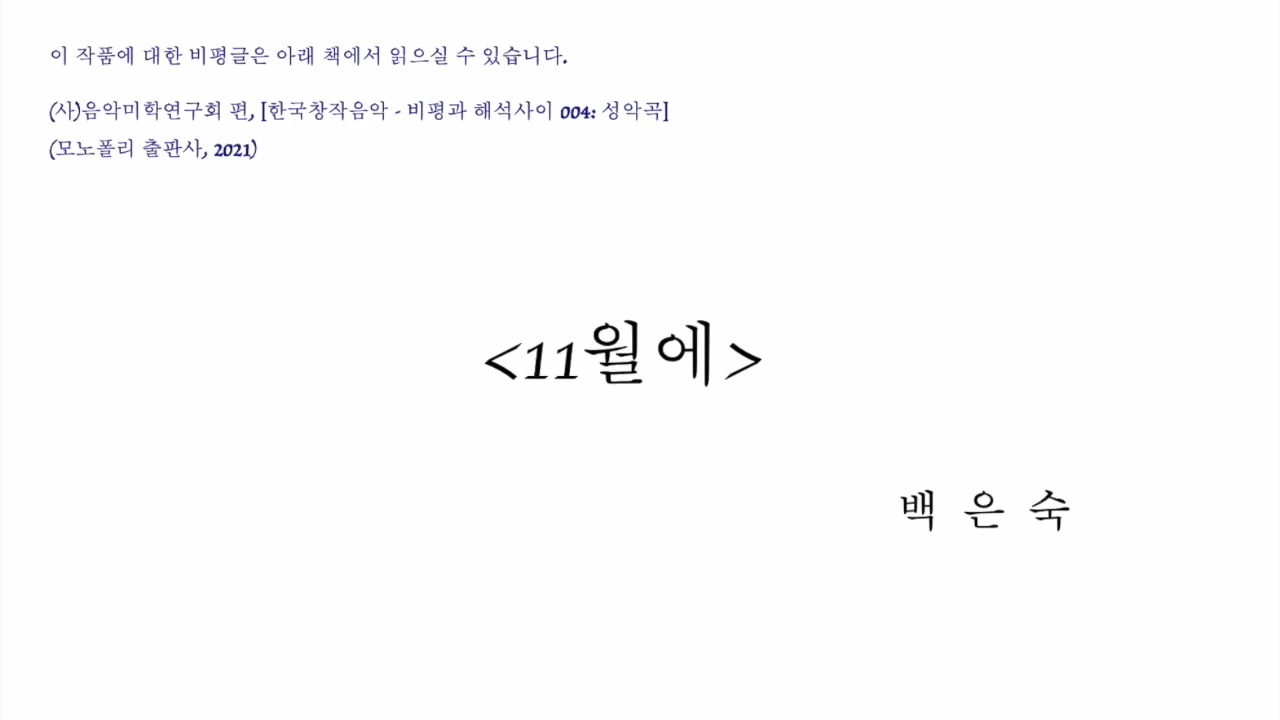 이 작품에 대한 비평글은 아래 책에서 읽으실 수 있습니다.
(사)음악미학연구회 편, [한국창작음악 - 비평과 해석사이 004: 성악곡]
(모노폴리 출판사, 2021)
<11월에>
백 은 숙